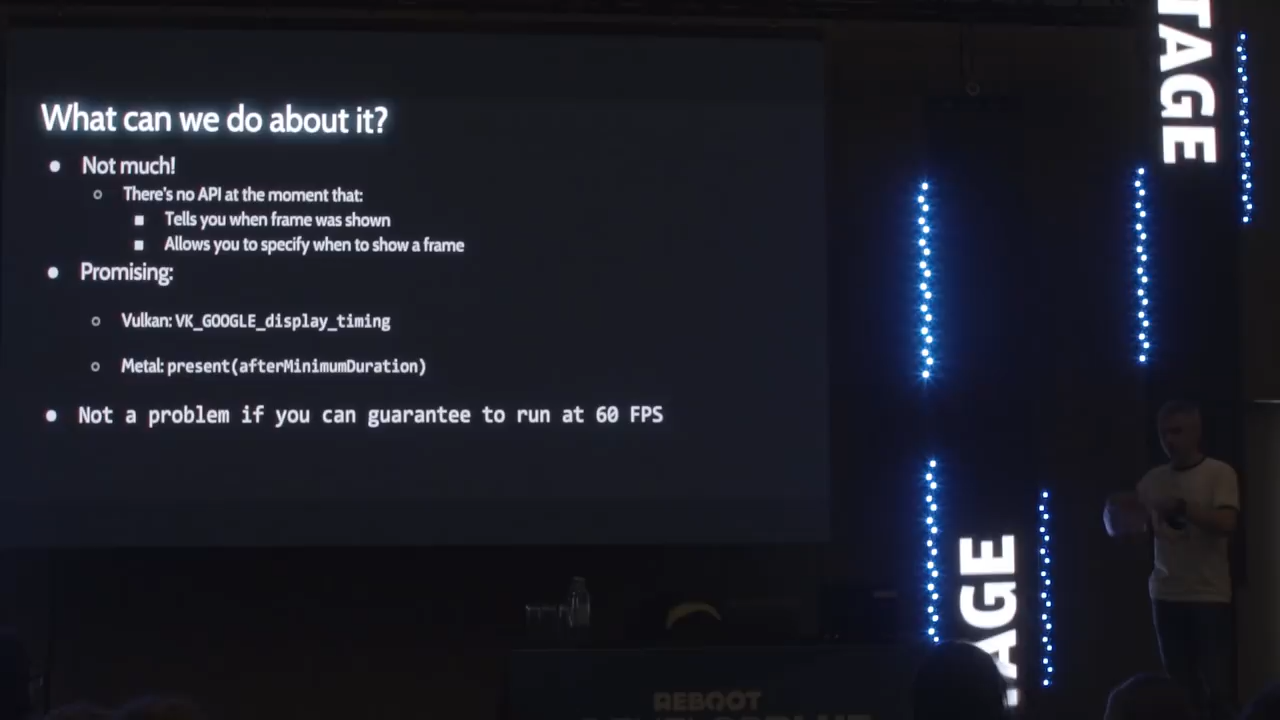 What can we do about it?
● Not much!
○ There's no API at the moment that:
■ Tells you when frame was shown
■ Allows you to specify when to show a frame
● Promising:
○ Vulkan: VK_GOOGLE_display_timing
○ Metal: present(afterMinimumDuration)
● Not a problem if you can guarantee to run at 60 FPS
TAGE
AGE
REBOOT